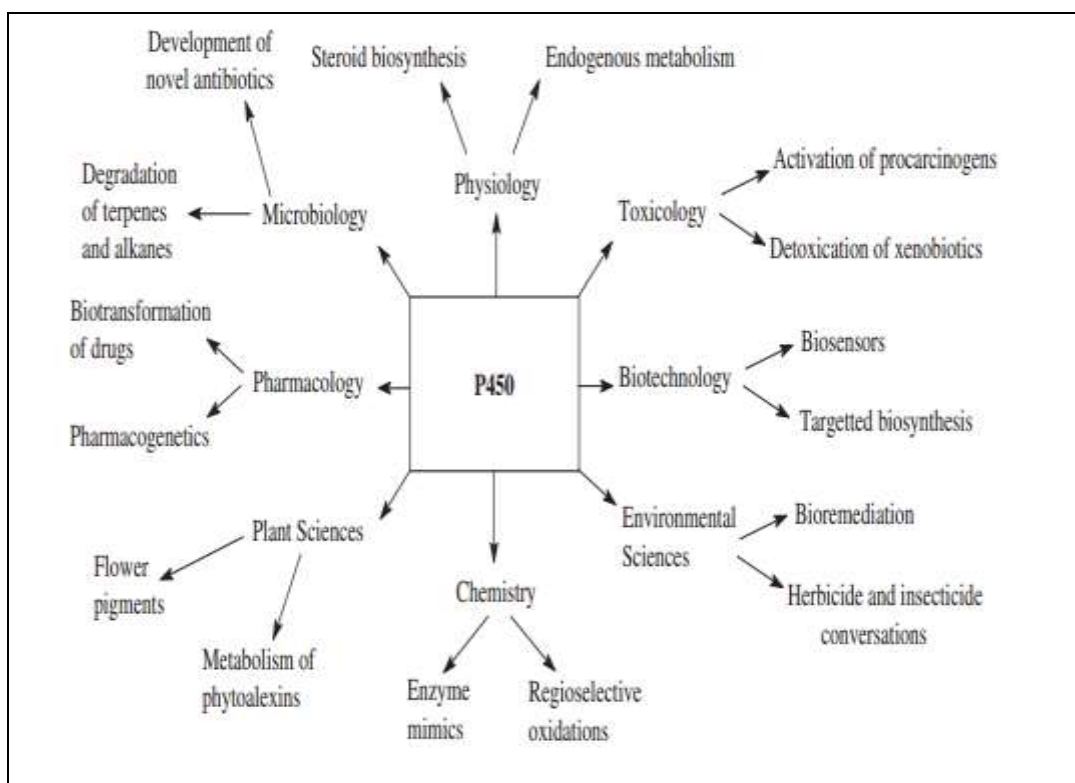 Development of
novel antibiotics
Steroid biosynthesis
Endogenous metabolism
Degradation
of terpenes
and alkanes
Microbiology
Physiology
Toxicology
Activation of procarcinogens
Detoxication of xenobiotics
Biotransformation
of drugs
Pharmacology
Pharmacogenetics
P450
Biotechnology
Biosensors
Targetted biosynthesis
Plant Sciences
Flower
pigments
Metabolism of
phytoalexins
Chemistry
Enzyme
mimics
Regioselective
oxidations
Environmental
Sciences
Bioremediation
Herbicide and insecticide
conversations